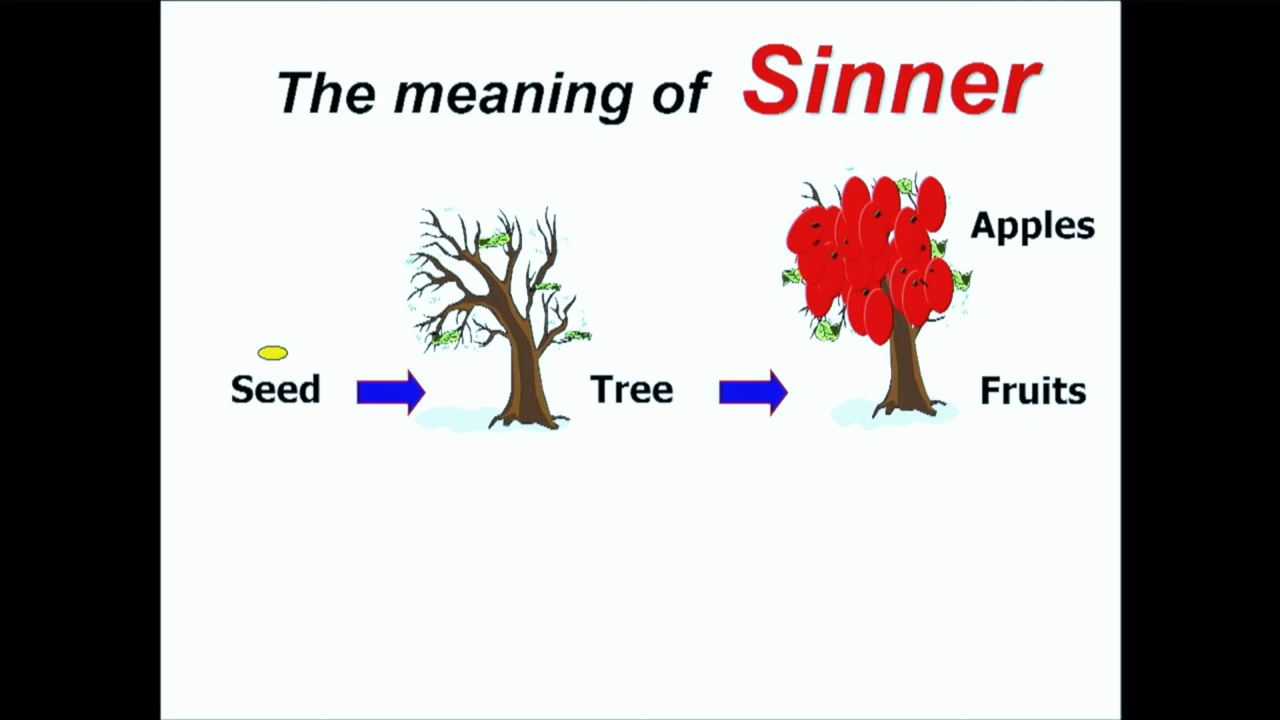 The meaning of Sinner
Apples
Seed
Tree
Fruits